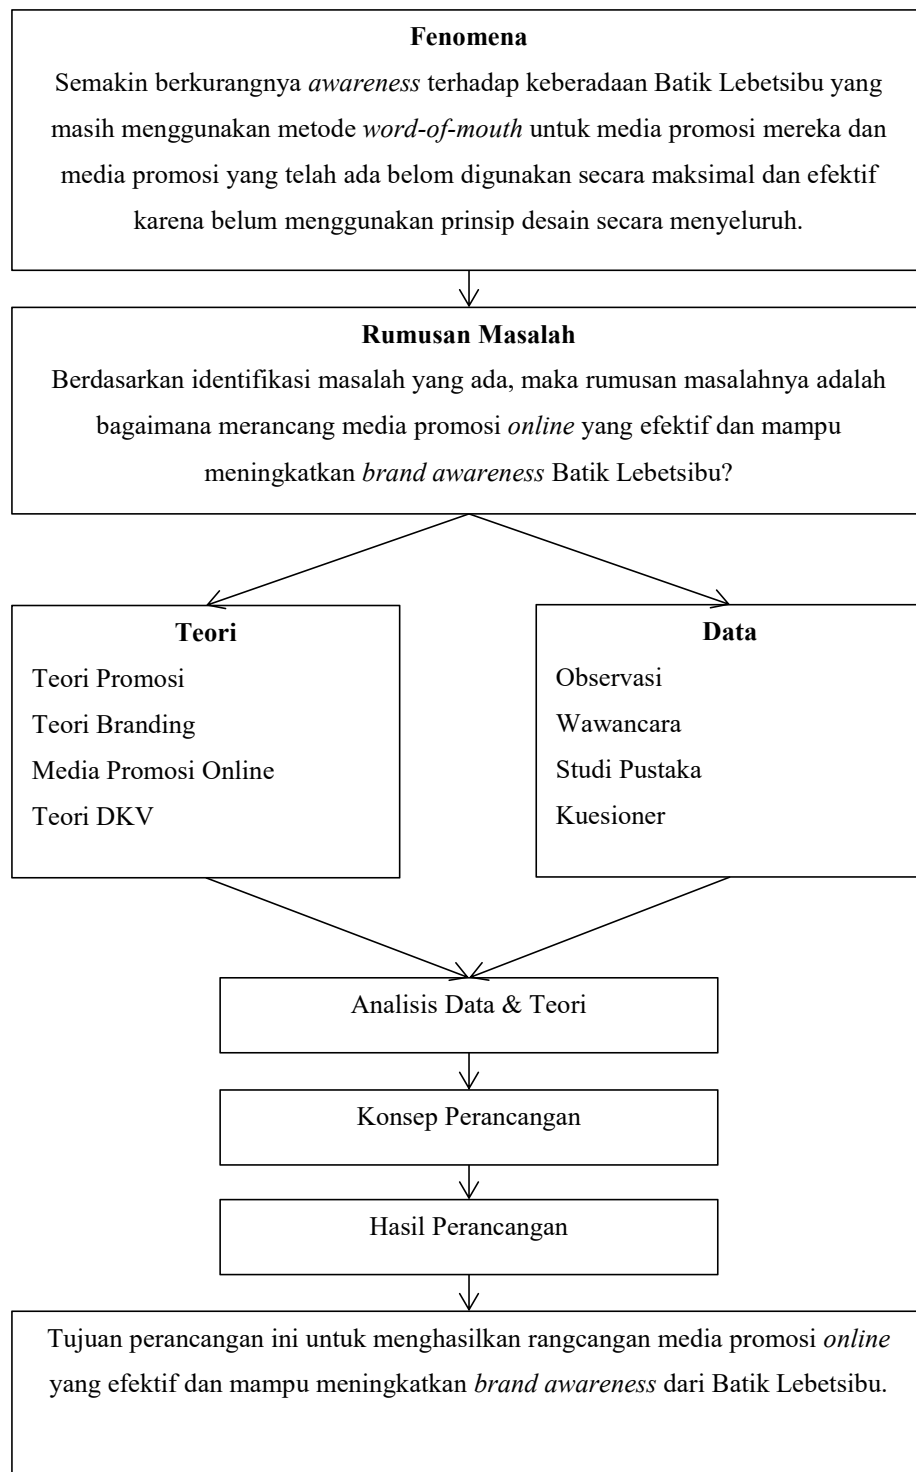 Fenomena
Semakin berkurangnya awareness terhadap keberadaan Batik Lebetsibu yang
masih menggunakan metode word-of-mouth untuk media promosi mereka dan
media promosi yang telah ada belom digunakan secara maksimal dan efektif
karena belum menggunakan prinsip desain secara menyeluruh.
Rumusan Masalah
Berdasarkan identifikasi masalah yang ada, maka rumusan masalahnya adalah
bagaimana merancang media promosi online yang efektif dan mampu
meningkatkan brand awareness Batik Lebetsibu?
Teori
Teori Promosi
Teori Branding
Media Promosi Online
Teori DKV
Data
Observasi
Wawancara
Studi Pustaka
Kuesioner
Analisis Data & Teori
Konsep Perancangan
Hasil Perancangan
Tujuan perancangan ini untuk menghasilkan rangcangan media promosi online
yang efektif dan mampu meningkatkan brand awareness dari Batik Lebetsibu.